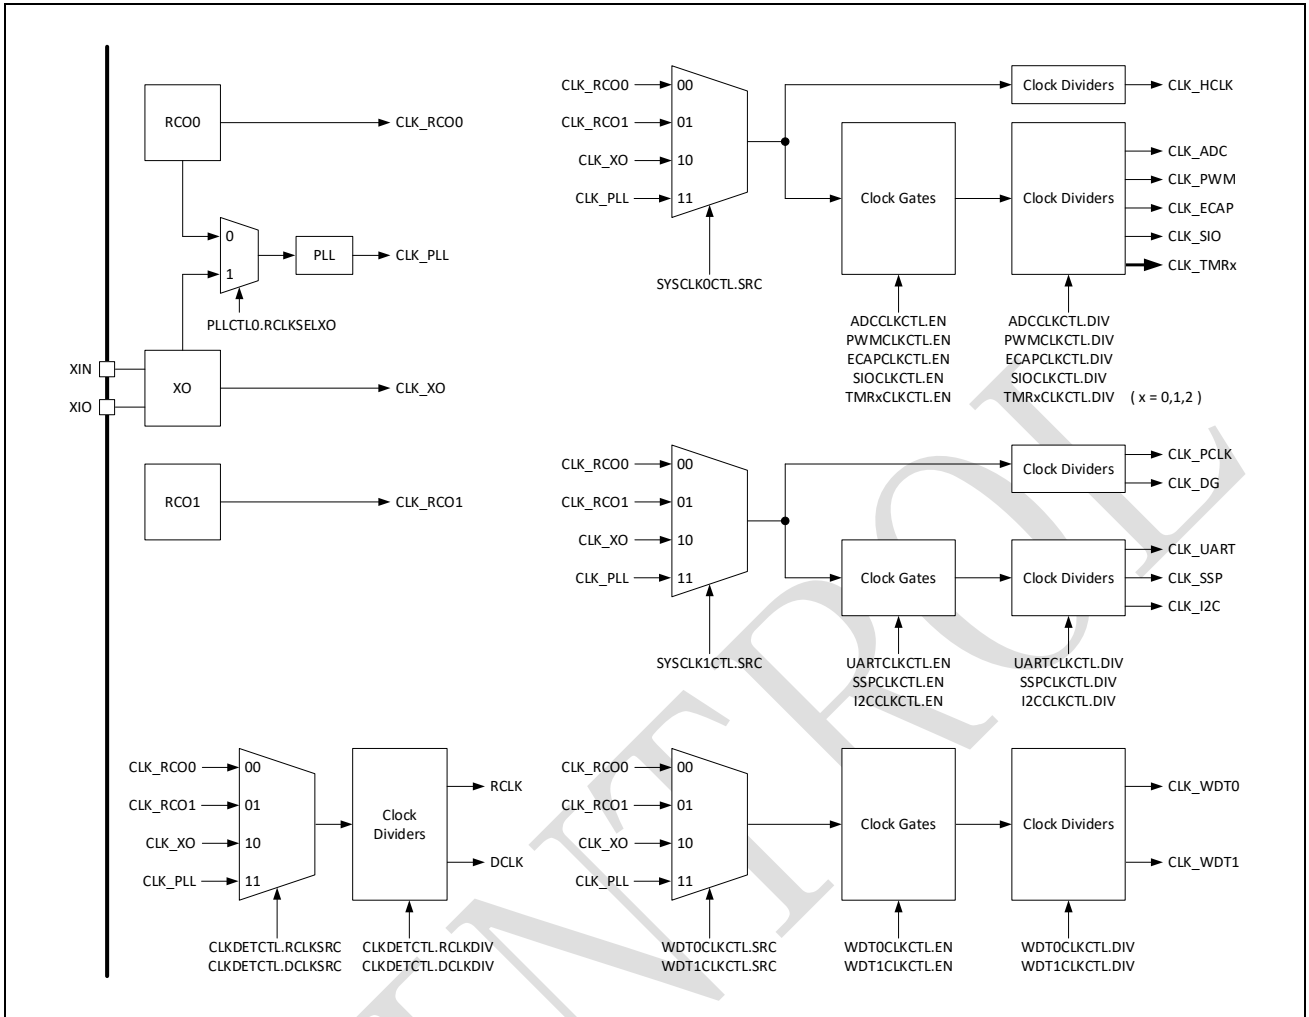 RCO0
CLK_RCO0
0
1
PLL
CLK_PLL
PLLCTL0.RCLKSELXO
XIN
XIO
XO
CLK_XO
RCO1
CLK_RCO1
CLK_RCO0
CLK_RCO1
CLK_XO
CLK_PLL
00
01
10
11
SYSCLK0CTL.SRC
Clock Dividers
CLK_HCLK
Clock Gates
Clock Dividers
CLK_ADC
CLK_PWM
CLK_ECAP
CLK_SIO
CLK_TMRx
ADCCLKCTL.EN
PWMCLKCTL.EN
ECAPCLKCTL.EN
SIOCLKCTL.EN
TMRxCLKCTL.EN
ADCCLKCTL.DIV
PWMCLKCTL.DIV
ECAPCLKCTL.DIV
SIOCLKCTL.DIV
TMRxCLKCTL.DIV ( x = 0,1,2 )
CLK_RCO0
CLK_RCO1
CLK_XO
CLK_PLL
00
01
10
11
SYSCLK1CTL.SRC
Clock Dividers
CLK_PCLK
CLK_DG
Clock Gates
Clock Dividers
CLK_UART
CLK_SSP
CLK_I2C
UARTCLKCTL.EN
SSPCLKCTL.EN
I2CCLKCTL.EN
UARTCLKCTL.DIV
SSPCLKCTL.DIV
I2CCLKCTL.DIV
CLK_RCO0
CLK_RCO1
CLK_XO
CLK_PLL
00
01
10
11
Clock
Dividers
RCLK
DCLK
CLKDETCTL.RCLKSRC
CLKDETCTL.DCLKSRC
CLKDETCTL.RCLKDIV
CLKDETCTL.DCLKDIV
CLK_RCO0
CLK_RCO1
CLK_XO
CLK_PLL
00
01
10
11
Clock Gates
Clock Dividers
CLK_WDT0
CLK_WDT1
WDT0CLKCTL.SRC
WDT1CLKCTL.SRC
WDT0CLKCTL.EN
WDT1CLKCTL.EN
WDT0CLKCTL.DIV
WDT1CLKCTL.DIV
NTROL